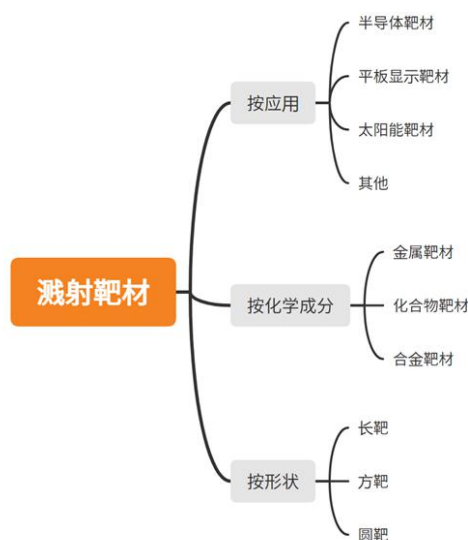 溅射靶材
按应用
半导体靶材
平板显示靶材
太阳能靶材
其他
按化学成分
金属靶材
化合物靶材
合金靶材
按形状
长靶
方靶
圆靶